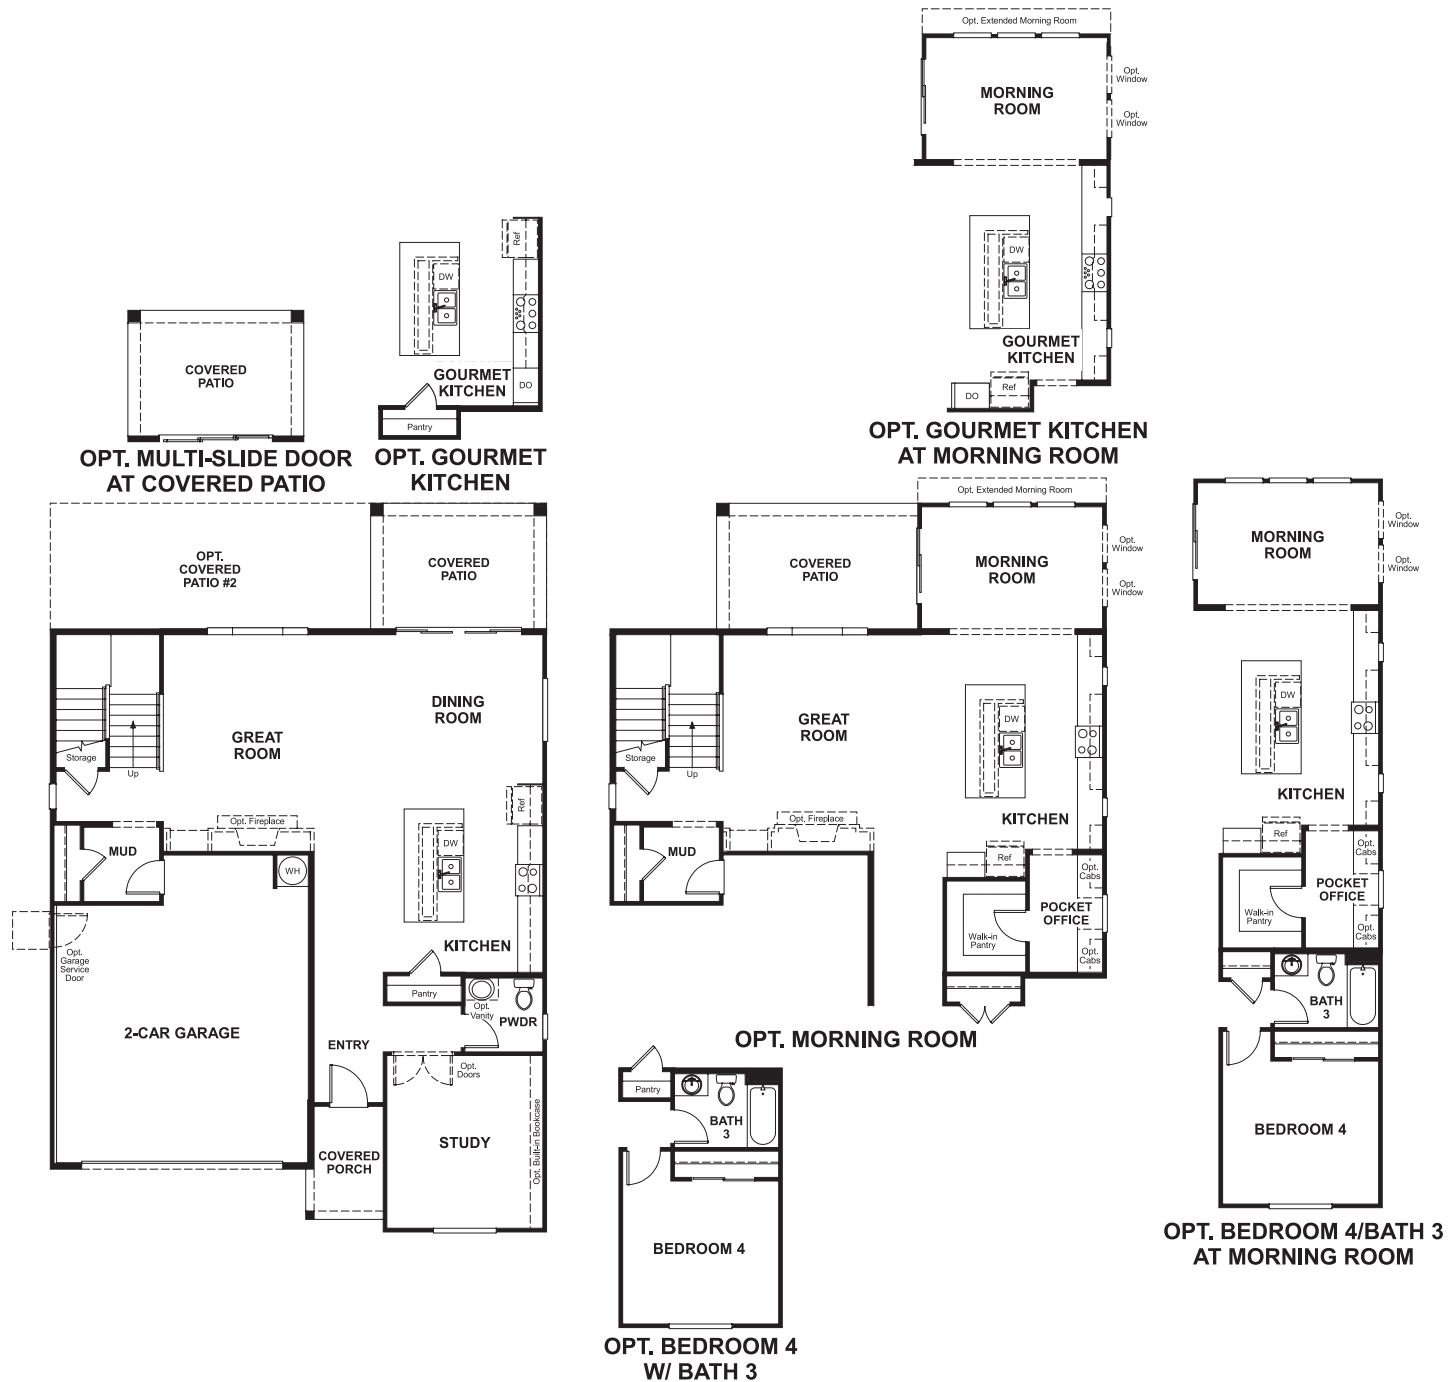 Opt. Extended Morning Room
MORNING
ROOM
Opt.
Window
Opt.
Window
DW
GOURMET
KITCHEN
DO
Ref
OPT. GOURMET KITCHEN
AT MORNING ROOM
Ref
DW
GOURMET
KITCHEN
DO
Pantry
OPT. GOURMET
KITCHEN
COVERED
PATIO
OPT. MULTI-SLIDE DOOR
AT COVERED PATIO
OPT.
COVERED
PATIO #2
COVERED
PATIO
DINING
ROOM
GREAT
ROOM
Storage
Up
Ref
Opt. Fireplace
MUD
WH
DW
KITCHEN
Opt.
Garage
Service
Door
Pantry
Opt.
Vanity
PWDR
2-CAR GARAGE
ENTRY
Opt.
Doors
STUDY
Opt. Built-in Bookcase
COVERED
PORCH
Opt. Extended Morning Room
COVERED
PATIO
MORNING
ROOM
Opt.
Window
Opt.
Window
GREAT
ROOM
Storage
Up
DW
KITCHEN
Opt. Fireplace
MUD
Ref
Opt.
Cabs
POCKET
OFFICE
Walk-in
Pantry
Opt.
Cabs
OPT. MORNING ROOM
Pantry
BATH
3
BEDROOM 4
OPT. BEDROOM 4
W/ BATH 3
MORNING
ROOM
Opt.
Window
Opt.
Window
DW
KITCHEN
Ref
Opt.
Cabs
POCKET
OFFICE
Walk-in
Pantry
Opt.
Cabs
BATH
3
BEDROOM 4
OPT. BEDROOM 4/BATH 3
AT MORNING ROOM